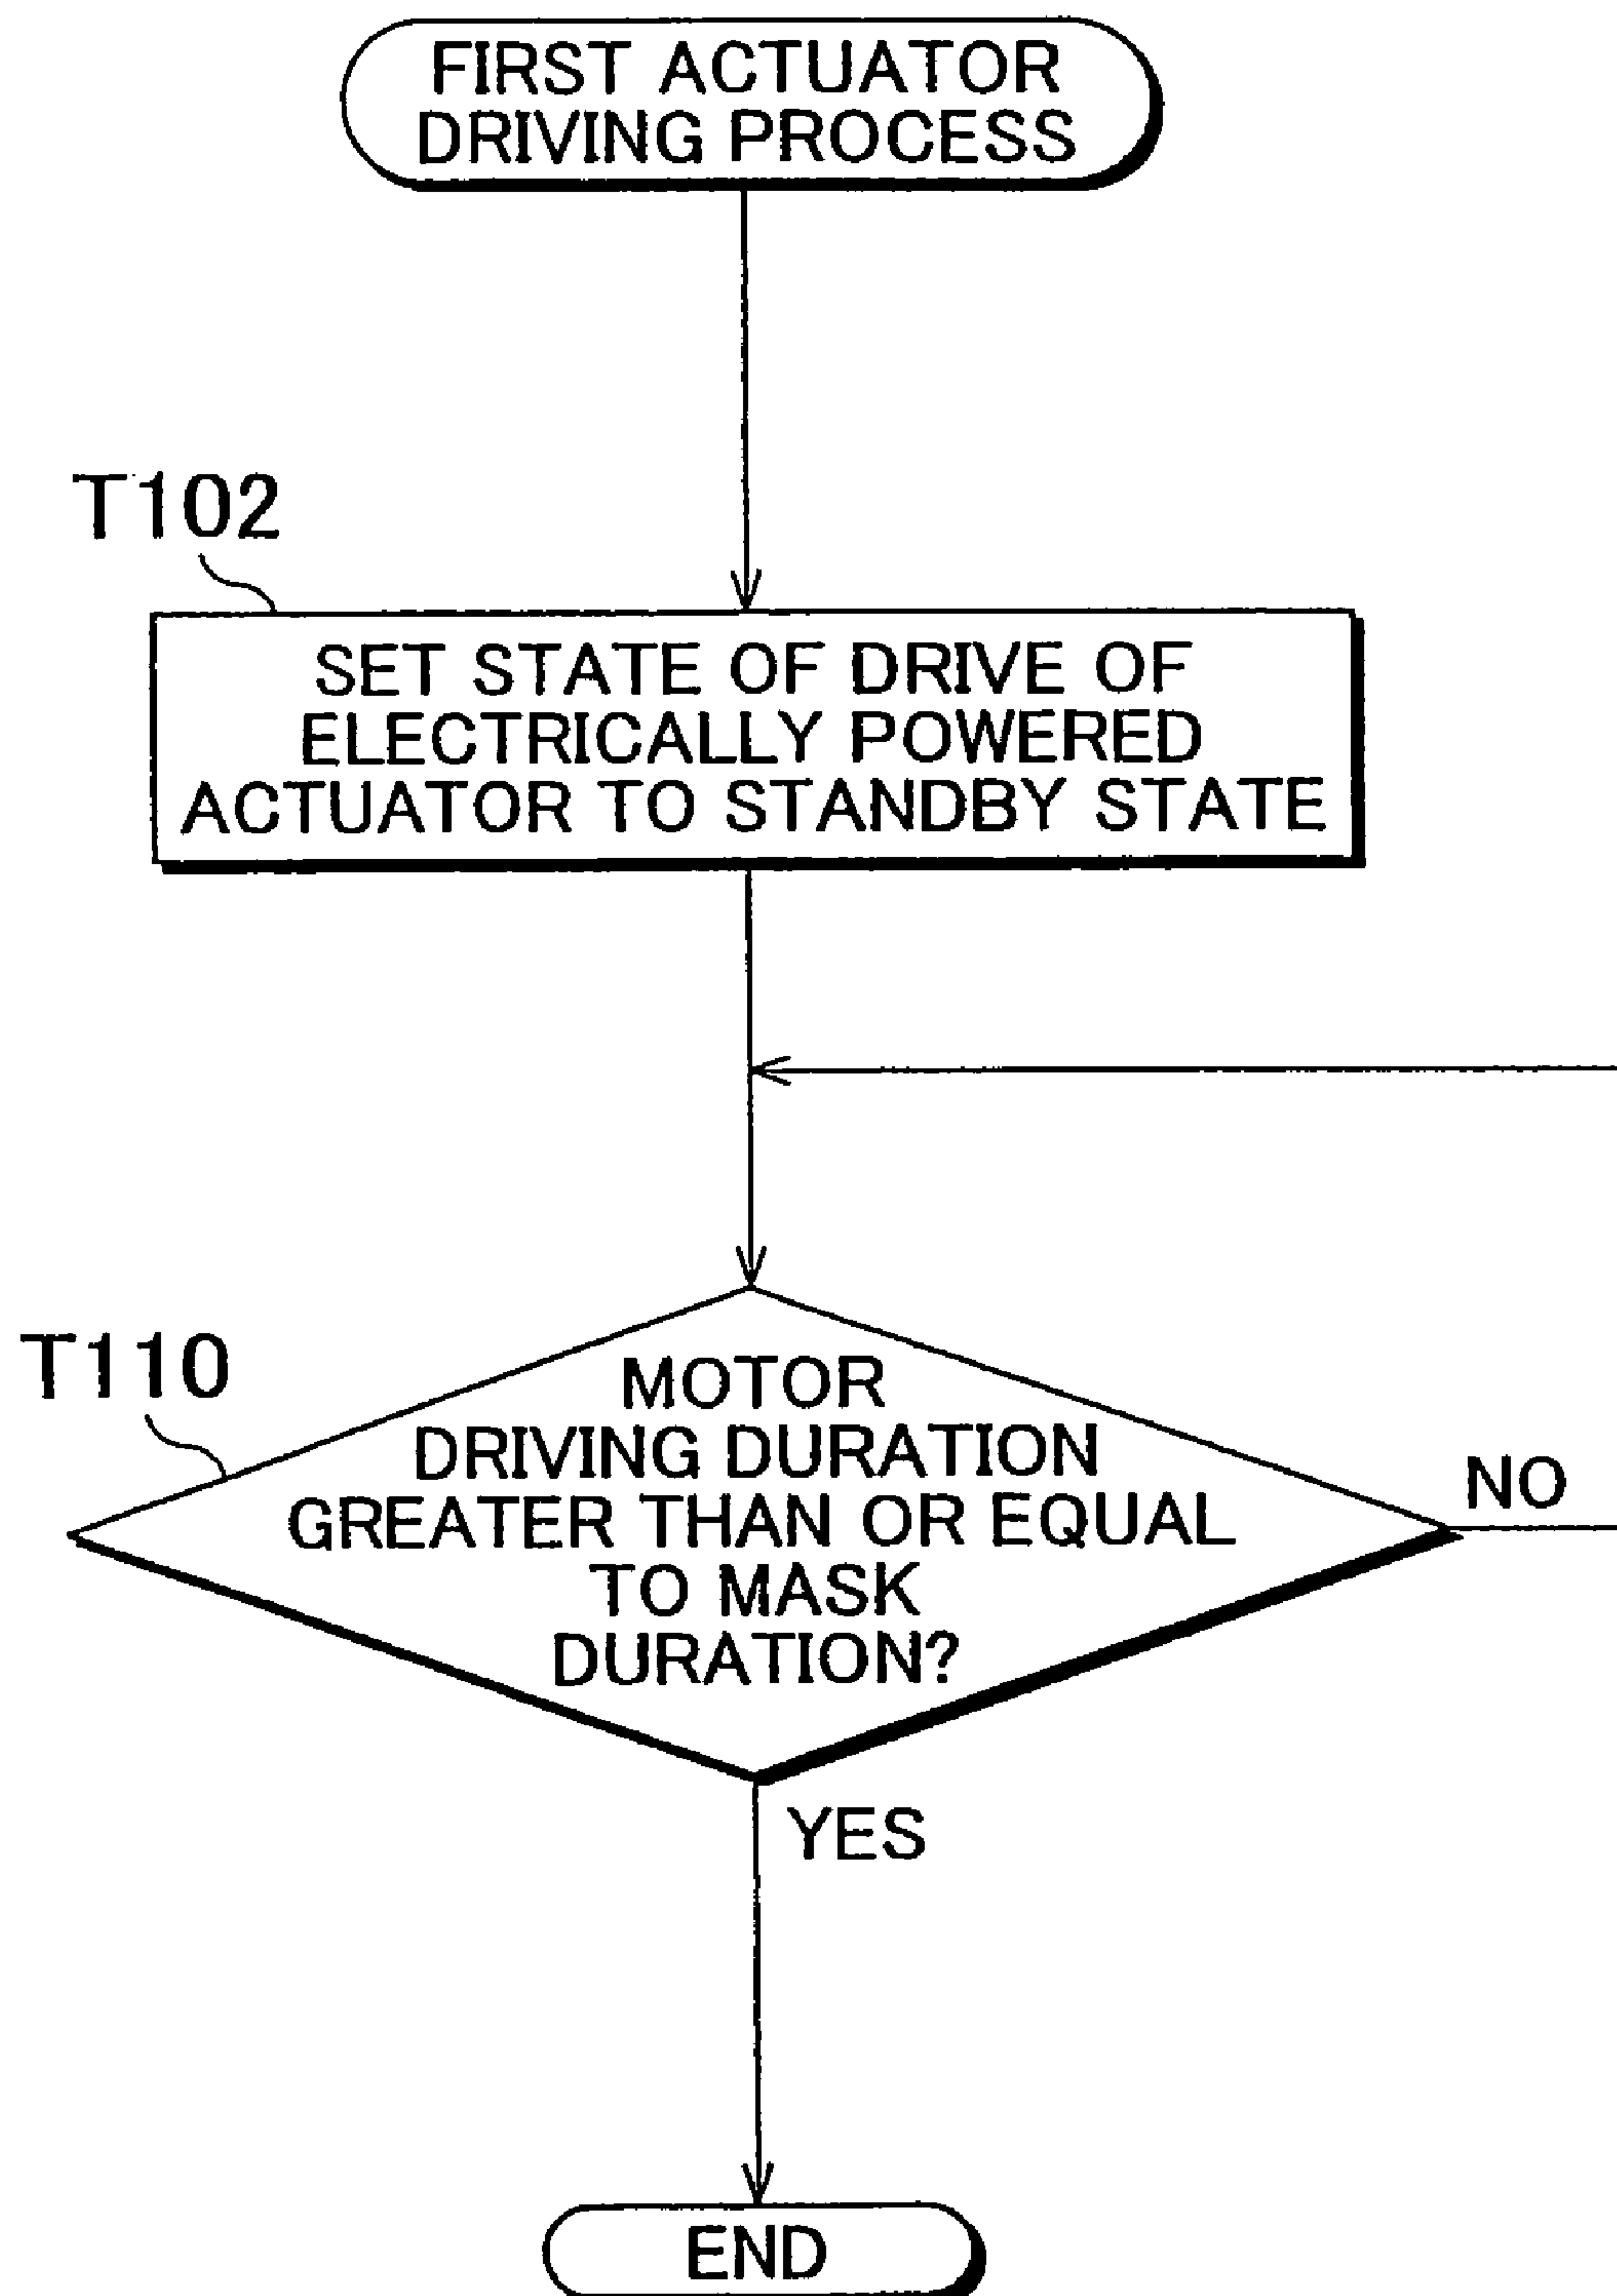 FIRST ACTUATOR
DRIVING PROCESS
T102
SET STATE OF DRIVE OF
ELECTRICALLY POWERED
ACTUATOR TO STANDBY STATE
T110
MOTOR
DRIVING DURATION
GREATER THAN OR EQUAL
TO MASK
DURATION?
NO
YES
END